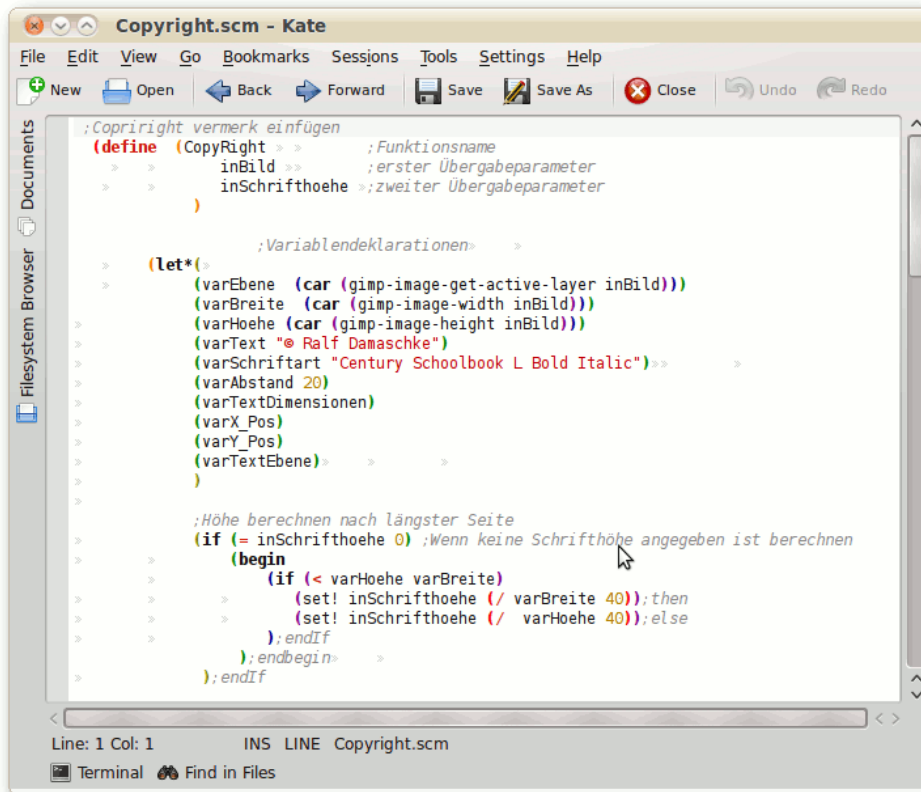 Copyright.scm – Kate
File Edit View Go Bookmarks Sessions Tools Settings Help
New Open Back Forward Save Save As Close Undo Redo
Documents
Filesystem Browser
;Copriright vermerk einfügen
(define (CopyRight » » ;Funktionsname
» » inBild »» ;erster Übergabeparameter
» » inSchrifthoehe »;zweiter Übergabeparameter
)
;Variablendeklarationen» »
» (let*(»
» (varEbene (car (gimp-image-get-active-layer inBild)))
(varBreite (car (gimp-image-width inBild)))
» (varHoehe (car (gimp-image-height inBild)))
» (varText "© Ralf Damaschke")
» (varSchriftart "Century Schoolbook L Bold Italic")»» »
» (varAbstand 20)
» (varTextDimensionen)
» (varX_Pos)
» (varY_Pos)
» (varTextEbene)» » »
» )
»
;Höhe berechnen nach längster Seite
» (if (= inSchrifthoehe 0) ;Wenn keine Schrifthöhe angegeben ist berechnen
» » (begin
» (if (< varHoehe varBreite)
» » » (set! inSchrifthoehe (/ varBreite 40));then
» » » (set! inSchrifthoehe (/  varHoehe 40));else
» » );endIf
);endbegin» »
» );endIf
Line: 1 Col: 1 INS LINE Copyright.scm
Terminal Find in Files